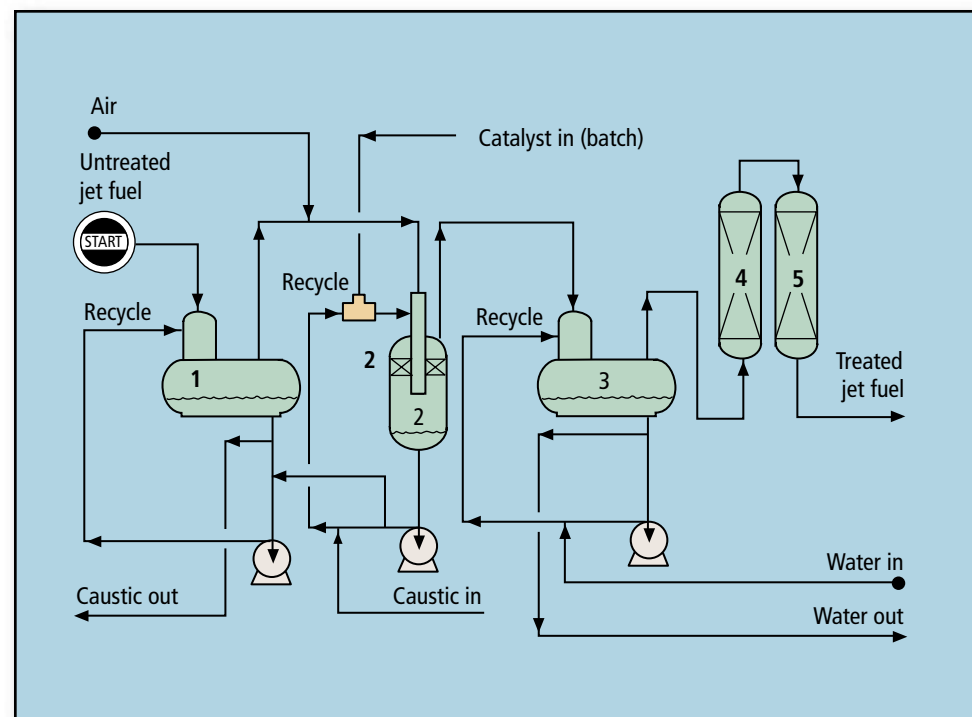 Air
Catalyst in (batch)
Untreated
jet fuel
START
Recycle
Recycle
Recycle
1
2
2
3
4
5
Treated
jet fuel
Caustic out
Caustic in
Water in
Water out